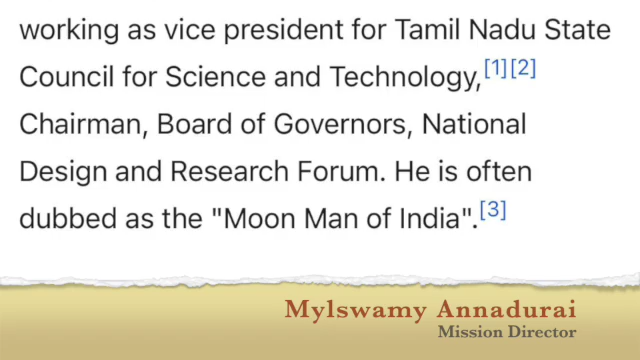 working as vice president for Tamil Nadu State
Council for Science and Technology,[1][2]
Chairman, Board of Governors, National
Design and Research Forum. He is often
dubbed as the "Moon Man of India".[3]
Mylswamy Annadurai
Mission Director